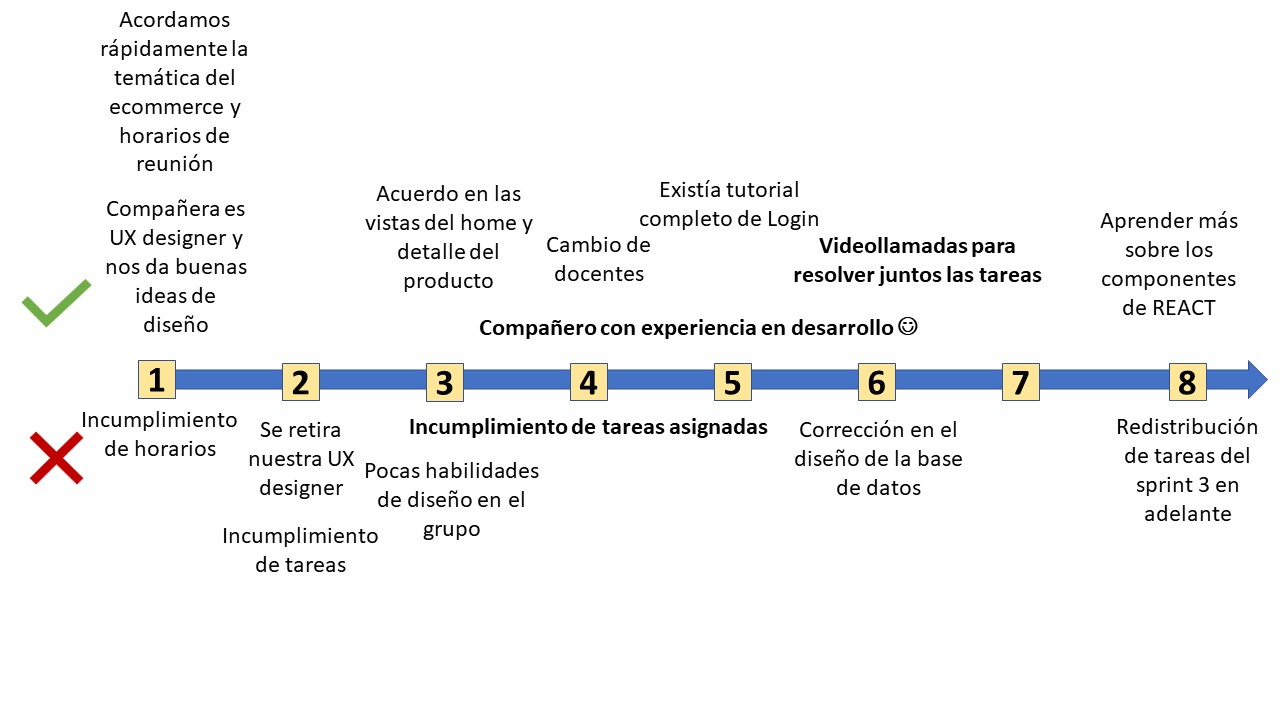 Acordamos
rápidamente la
temática del
ecommerce y
horarios de
reunión
Compañera es
UX designer y
nos da buenas
ideas de
diseño
Acuerdo en las
vistas del home y
detalle del
producto
Cambio de
docentes
Existía tutorial
completo de Login
Videollamadas para
resolver juntos las tareas
Aprender más
sobre los
componentes
de REACT
Compañero con experiencia en desarrollo ☺
1
2
3
4
5
6
7
8
Incumplimiento
de horarios
Se retira
nuestra UX
designer
Incumplimiento
de tareas
Incumplimiento de tareas asignadas
Pocas habilidades
de diseño en el
grupo
Corrección en el
diseño de la base
de datos
Redistribución
de tareas del
sprint 3 en
adelante